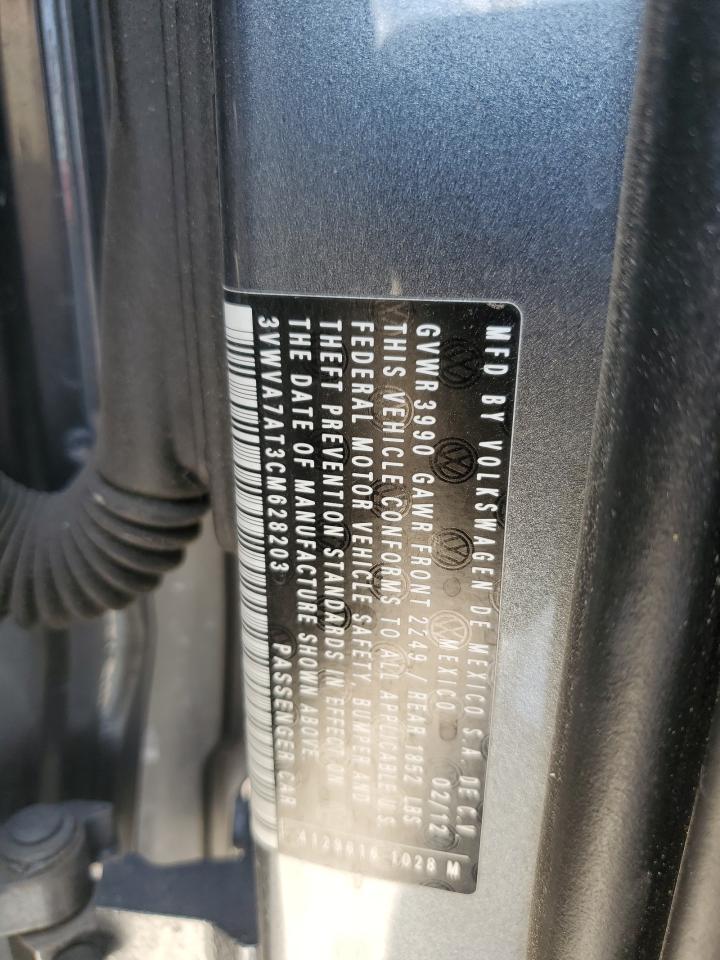 MFD BY VOLKSWAGEN DE MEXICO S.A. DE C.V.
MEXICO 02/12
GVWR 3990 GAWR FRONT 2249 / REAR 1852 LBS
THIS VEHICLE CONFORMS TO ALL APPLICABLE U.S.
FEDERAL MOTOR VEHICLE SAFETY, BUMPER AND
THEFT PREVENTION STANDARDS IN EFFECT ON
THE DATE OF MANUFACTURE SHOWN ABOVE
3VWVA7AT3CM628203 PASSENGER CAR
1028 M